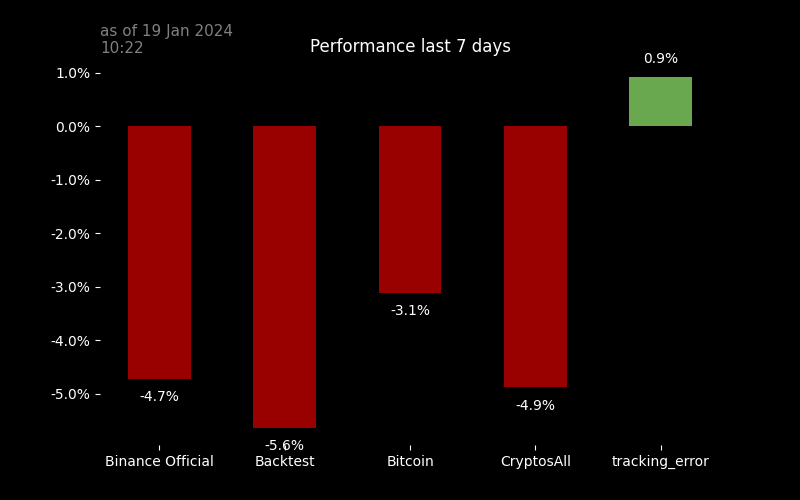 as of 19 Jan 2024
10:22
Performance last 7 days
0.9%
1.0%
0.0%
-1.0%
-2.0%
-3.0%
-3.1%
-4.0%
-4.7%
-4.9%
-5.0%
-5.6%
Binance Official
Backtest
Bitcoin
CryptosAll
tracking_error